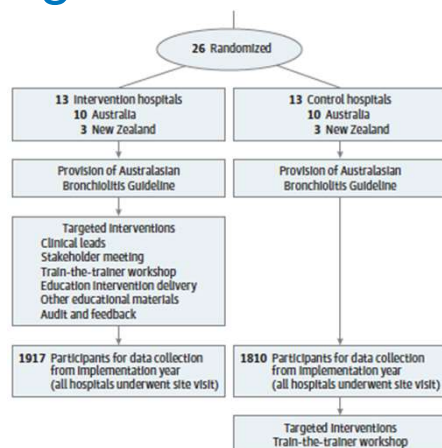 26 Randomized
13 Intervention hospitals
10 Australia
3 New Zealand
13 Control hospitals
10 Australia
3 New Zealand
Provision of Australasian
Bronchiolitis Guideline
Provision of Australasian
Bronchiolitis Guideline
Targeted Interventions
Clinical leads
Stakeholder meeting
Train-the-trainer workshop
Education intervention delivery
Other educational materials
Audit and feedback
1917 Participants for data collection
from implementation year
(all hospitals underwent site visit)
1810 Participants for data collection
from implementation year
(all hospitals underwent site visit)
Targeted Interventions
Train-the-trainer workshop